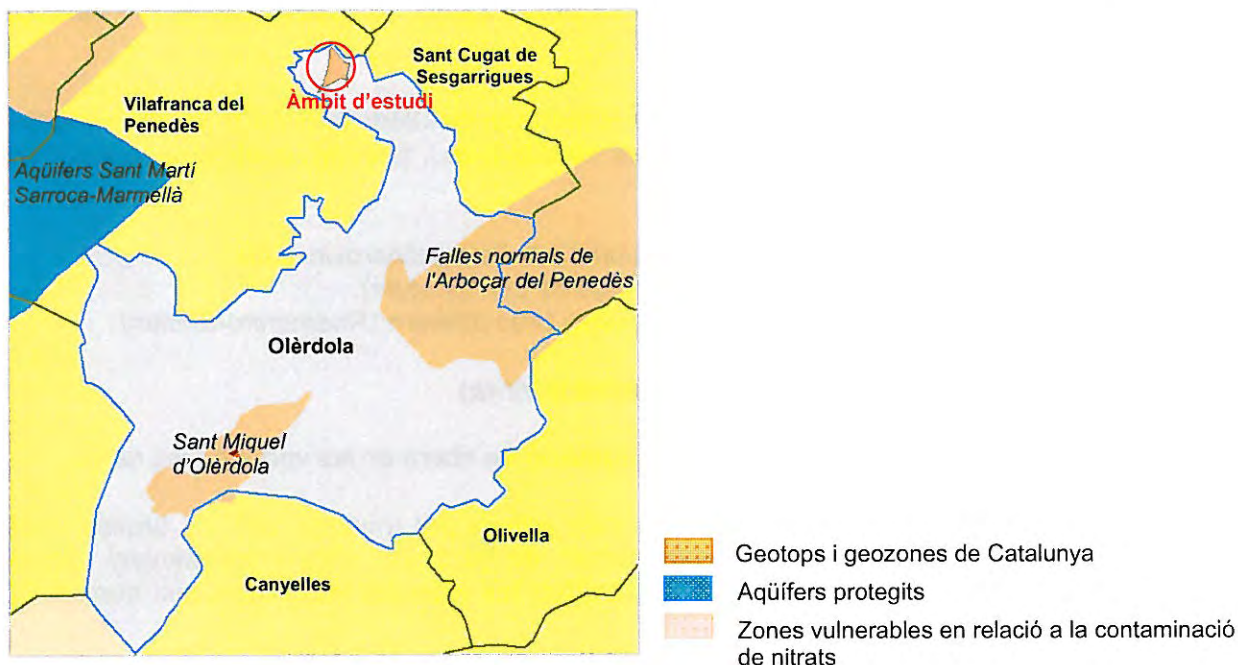 Sant Cugat de
Sesgarrigues
Àmbit d'estudi
Vilafranca del
Penedès
Aqüífers Sant Martí
Sarroca-Marmellà
Falles normals de
l'Arboçar del Penedès
Olèrdola
Sant Miquel
d'Olèrdola
Olivella
Canyelles
Geotops i geozones de Catalunya
Aqüífers protegits
Zones vulnerables en relació a la contaminació
de nitrats